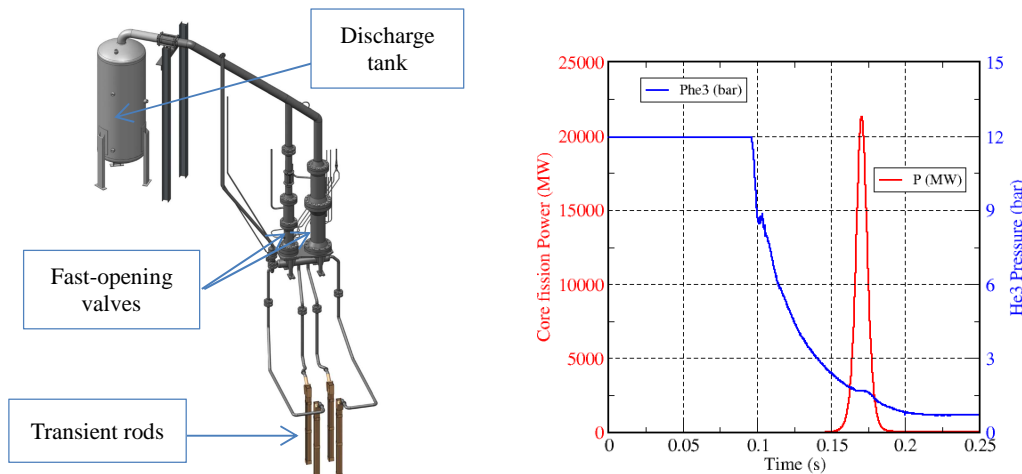 Discharge
tank
Fast-opening
valves
Transient rods
Core fission Power (MW)
25000
20000
15000
10000
5000
0
Phe3 (bar)
P (MW)
15
12
9
6
3
0
He3 Pressure (bar)
0
0.05
0.1
0.15
0.2
0.25
Time (s)